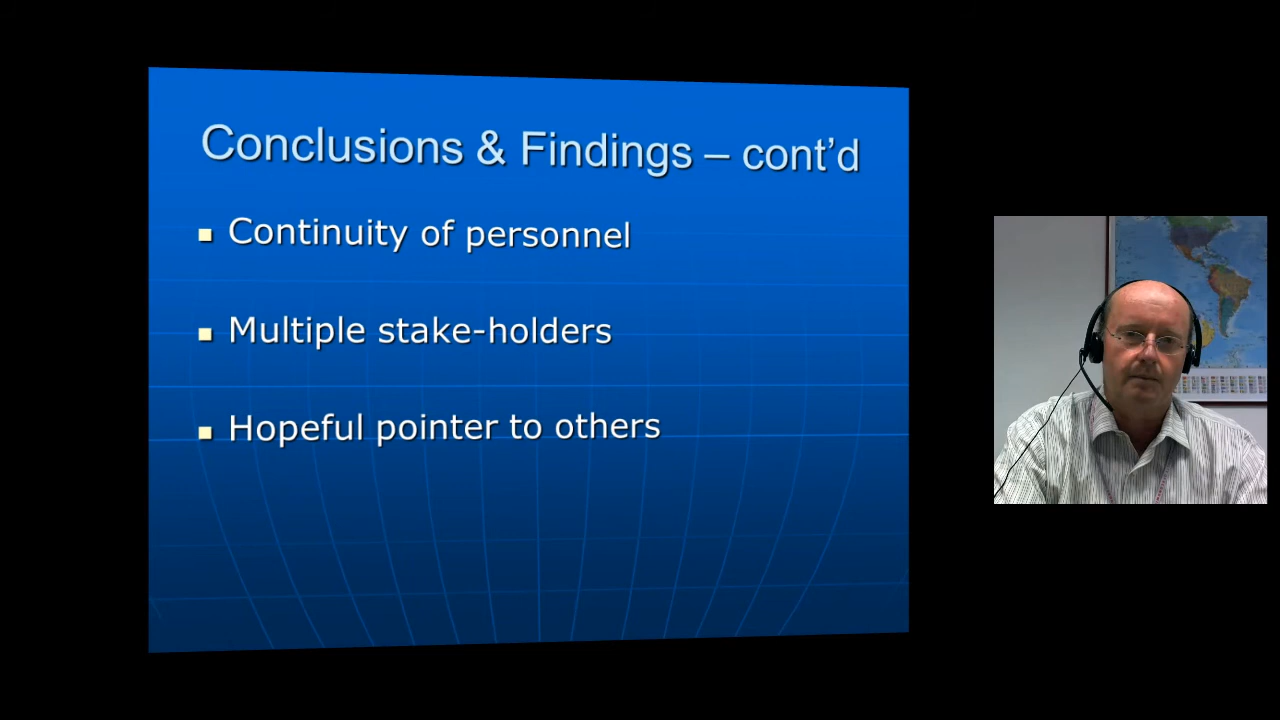 Conclusions & Findings – cont’d
Continuity of personnel
Multiple stake-holders
Hopeful pointer to others